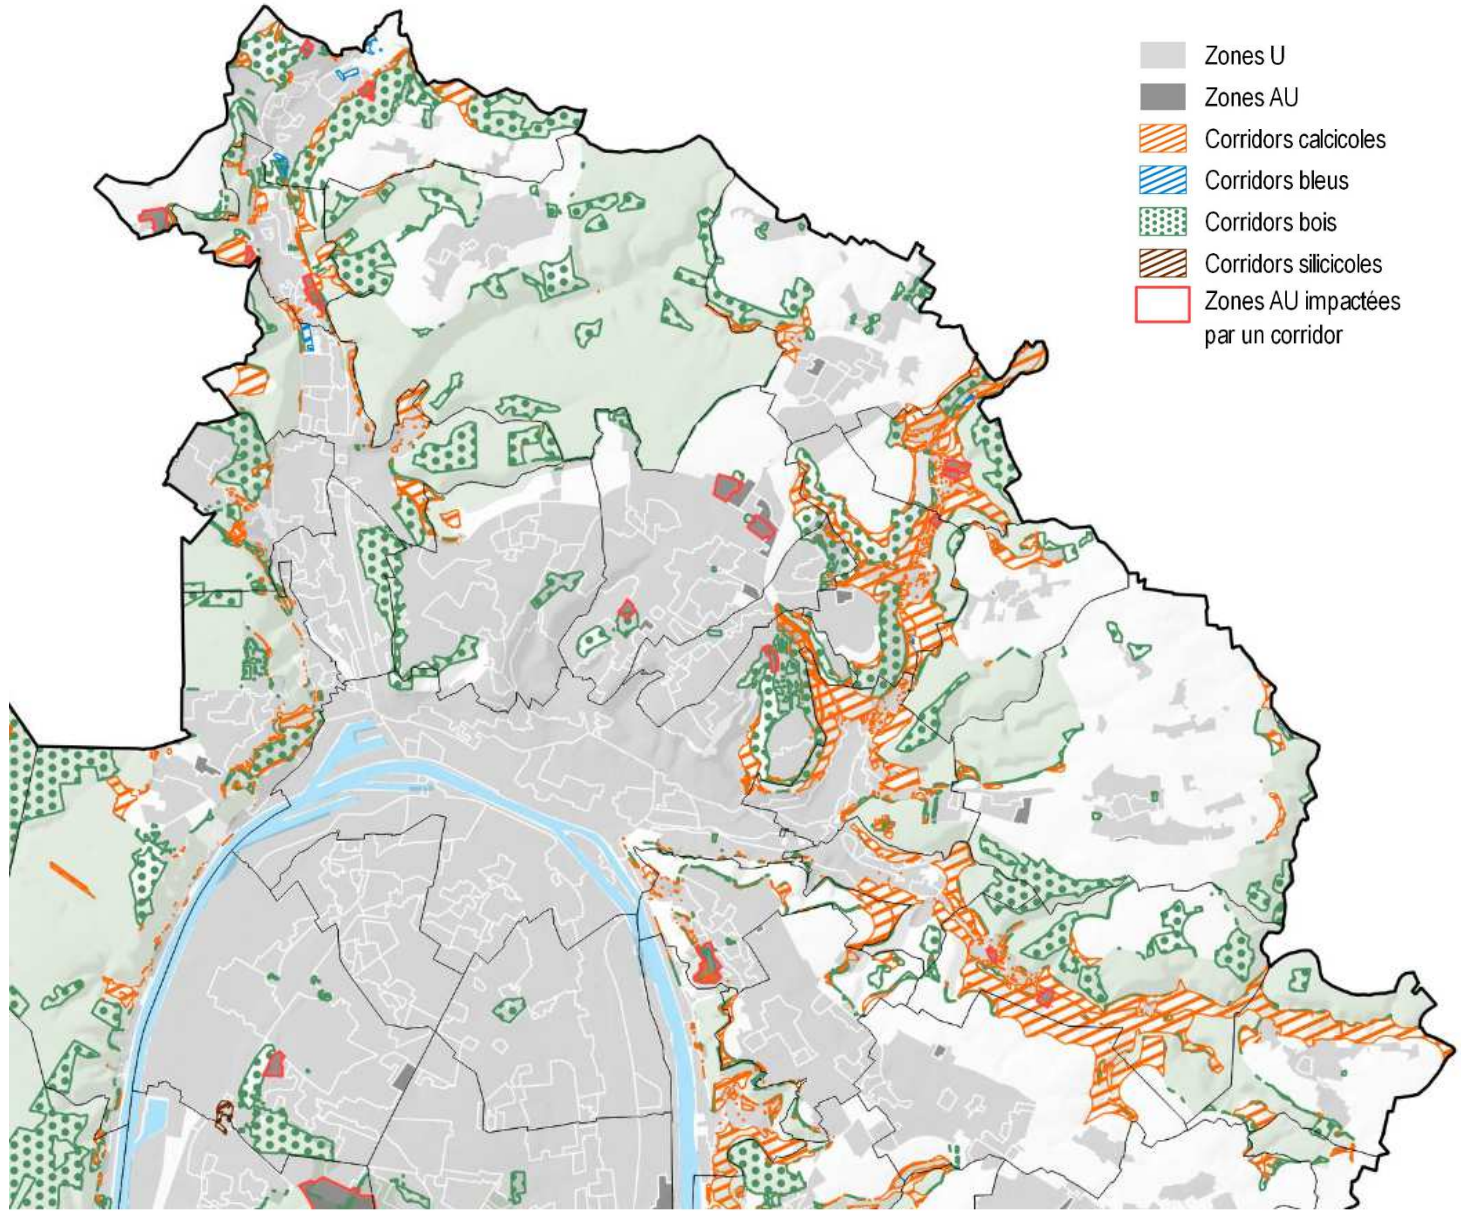 Zones U
Zones AU
Corridors calcicoles
Corridors bleus
Corridors bois
Corridors silicicoles
Zones AU impactées
par un corridor